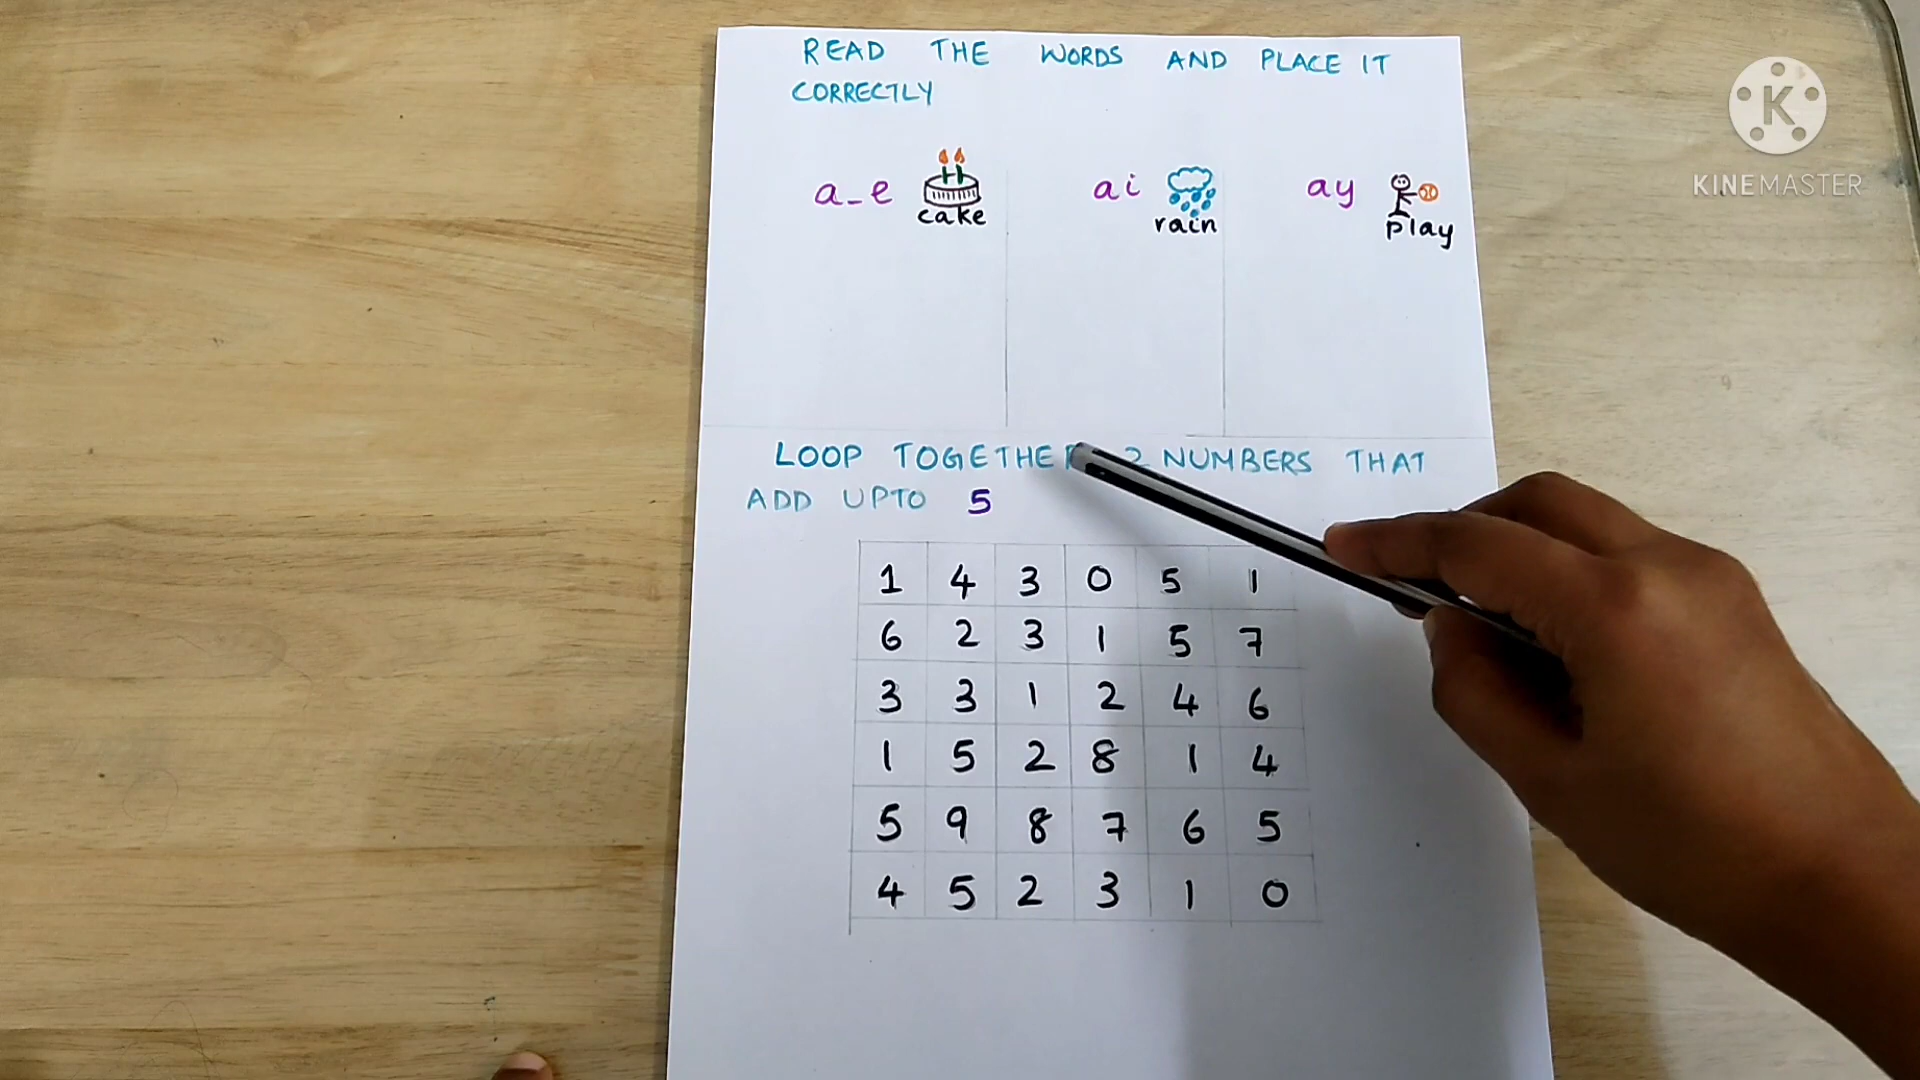 READ THE WORDS AND PLACE IT
CORRECTLY
a_e cake
ai rain
ay play
LOOP TOGETHER 2 NUMBERS THAT
ADD UPTO 5
1 4 3 0 5 1
6 2 3 1 5 7
3 3 1 2 4 6
1 5 2 8 1 4
5 9 8 7 6 5
4 5 2 3 1 0
K
KINEMASTER